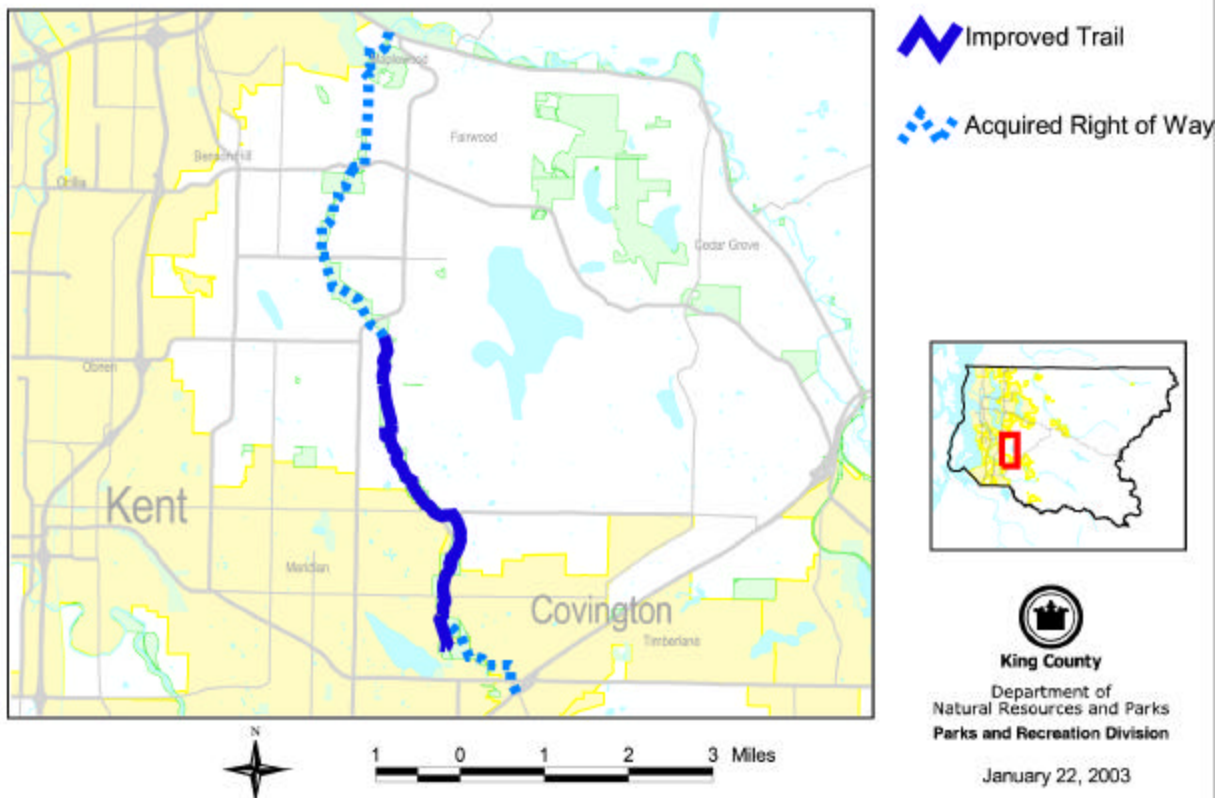 Improved Trail
Maplewood
Acquired Right of Way
Fairwood
Benson Hill
Orillia
Cedar Grove
Obrien
Kent
Meridian
Covington
Timberlane
King County
Department of
Natural Resources and Parks
Parks and Recreation Division
N
1 0 1 2 3 Miles
January 22, 2003